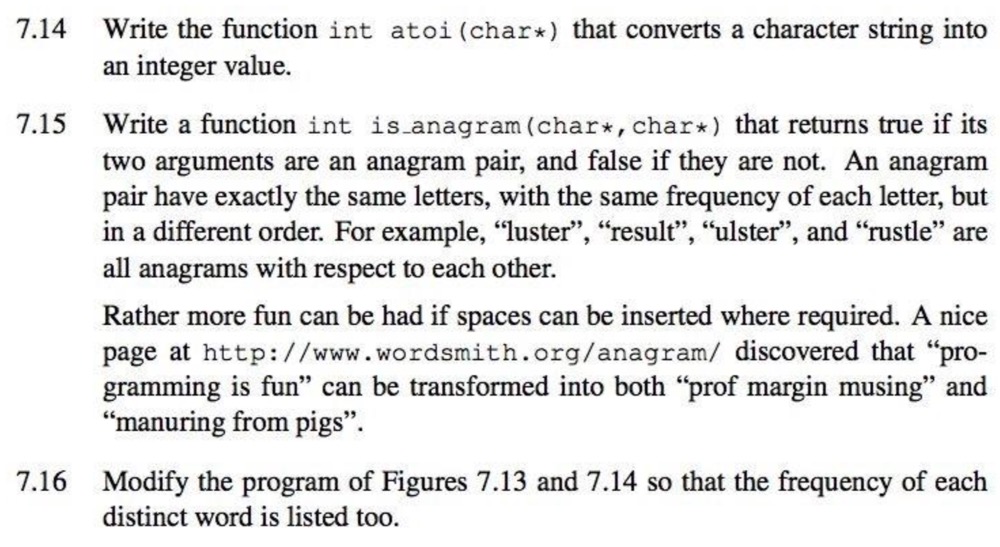 7.14 Write the function int atoi(char*) that converts a character string into
an integer value.
7.15 Write a function int is_anagram(char*,char*) that returns true if its
two arguments are an anagram pair, and false if they are not. An anagram
pair have exactly the same letters, with the same frequency of each letter, but
in a different order. For example, “luster”, “result”, “ulster”, and “rustle” are
all anagrams with respect to each other.
Rather more fun can be had if spaces can be inserted where required. A nice
page at http://www.wordsmith.org/anagram/ discovered that “pro-
gramming is fun” can be transformed into both “prof margin musing” and
“manuring from pigs”.
7.16 Modify the program of Figures 7.13 and 7.14 so that the frequency of each
distinct word is listed too.